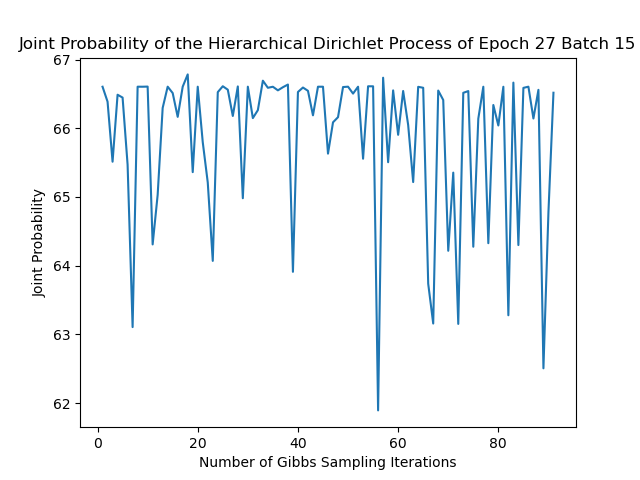 Joint Probability of the Hierarchical Dirichlet Process of Epoch 27 Batch 15
67
66
65
64
63
62
Joint Probability
0 20 40 60 80
Number of Gibbs Sampling Iterations